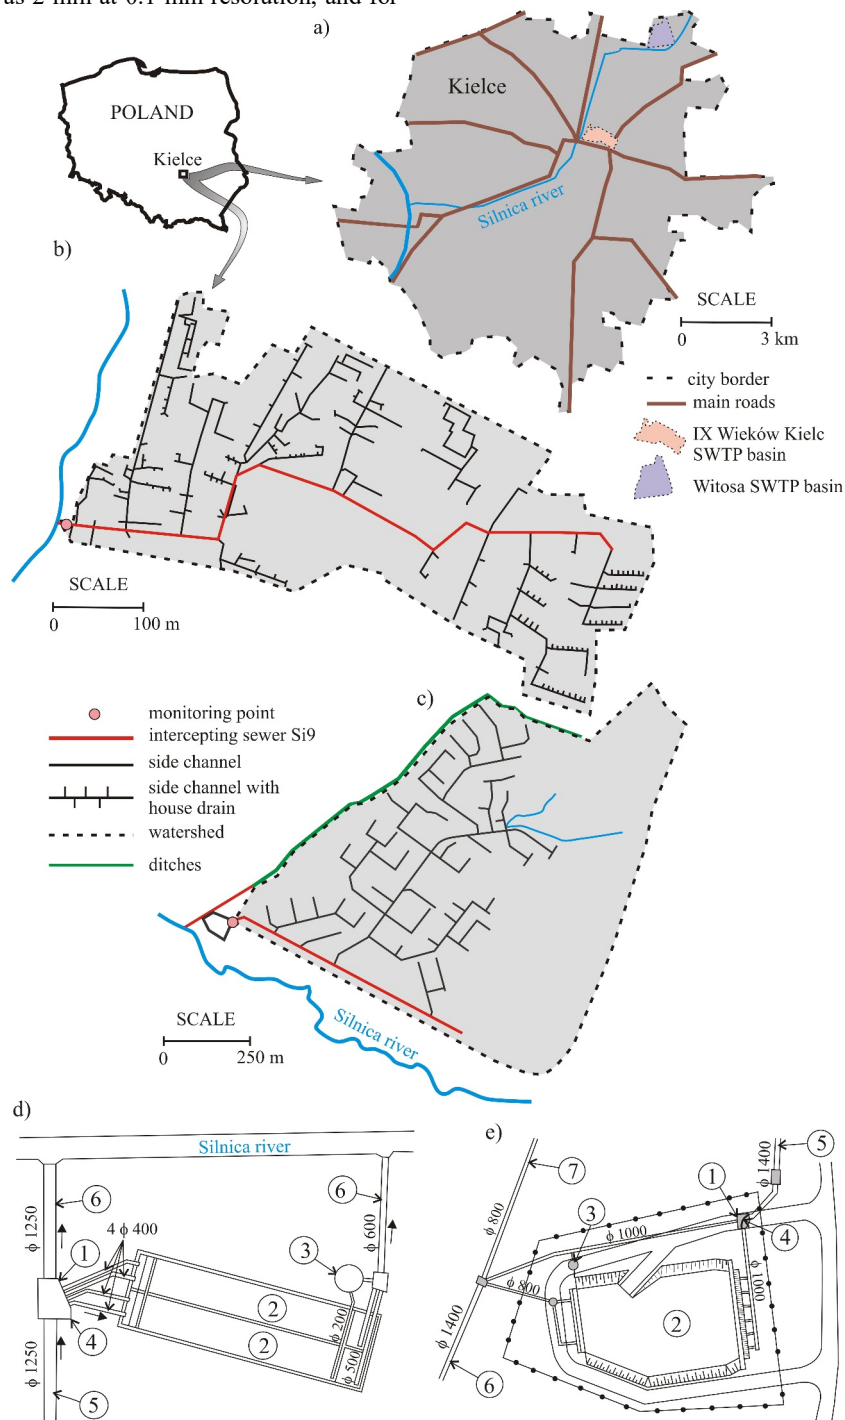 as 2 mm at 0.1 mm resolution, and for
a)
POLAND
Kielce
Kielce
Silnica river
b)
SCALE
0 3 km
city border
main roads
IX Wieków Kielc
SWTP basin
Witosa SWTP basin
SCALE
0 100 m
c)
monitoring point
intercepting sewer Si9
side channel
side channel with
house drain
watershed
ditches
SCALE
0 250 m
Silnica river
d)
Silnica river
6
6
ϕ 1250
4 ϕ 400
ϕ 600
1
3
2
2
ϕ 200
ϕ 500
4
ϕ 1250
5
e)
7
5
ϕ 1400
1
ϕ 800
3
ϕ 1000
4
ϕ 800
ϕ 1000
2
ϕ 1400
6